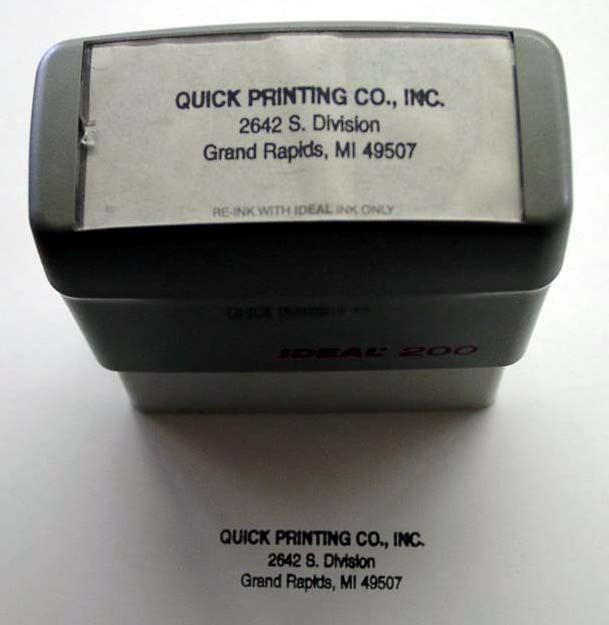 QUICK PRINTING CO., INC.
2642 S. Division
Grand Rapids, MI 49507
RE-INK WITH IDEAL INK ONLY
QUICK
IDEAL 200
QUICK PRINTING CO., INC.
2642 S. Division
Grand Rapids, MI 49507